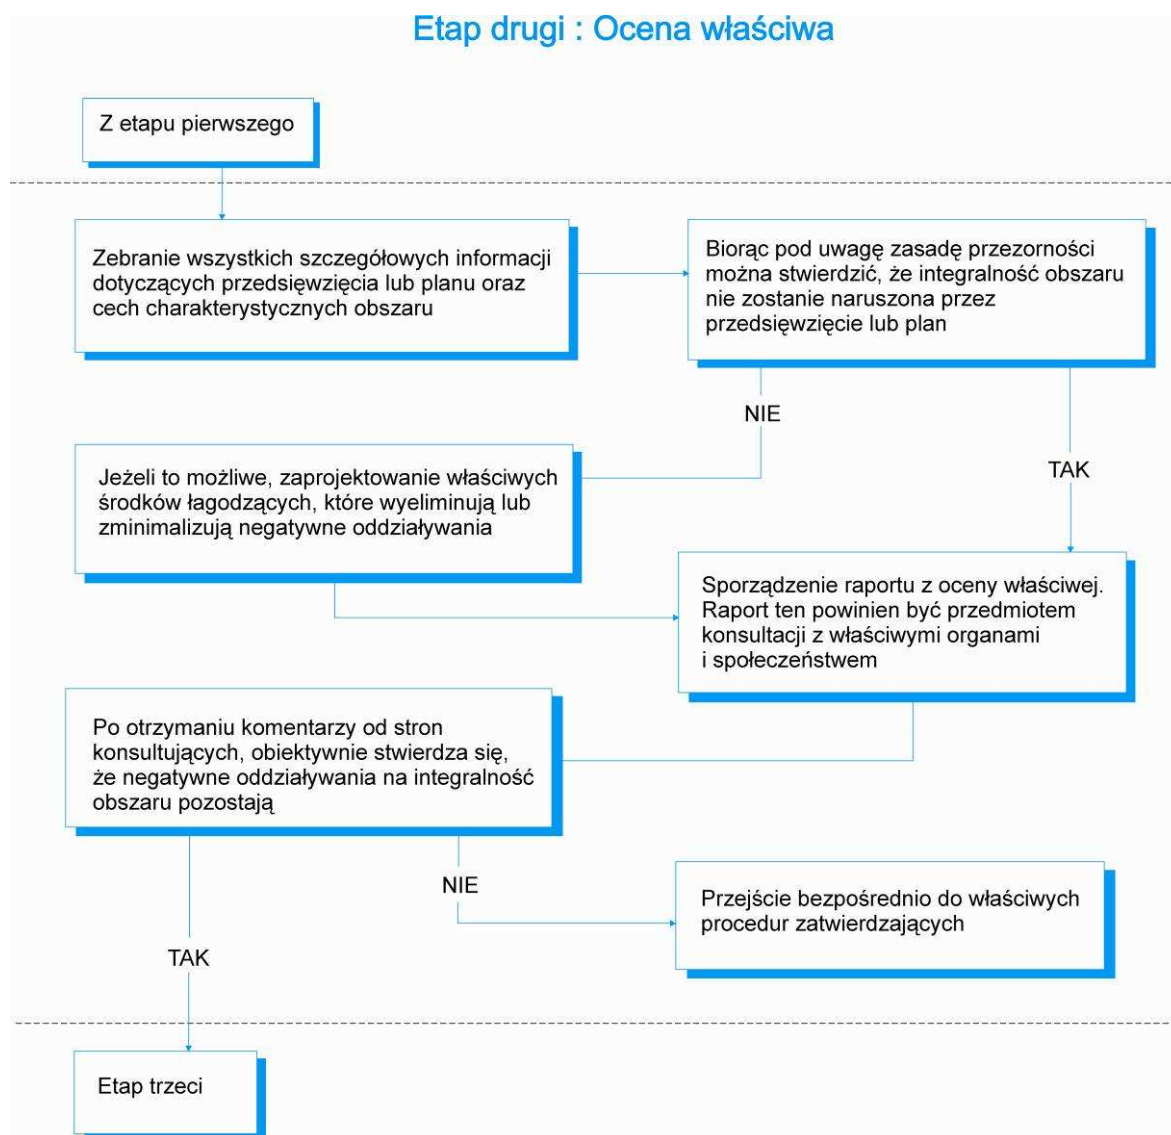 Etap drugi : Ocena właściwa
Z etapu pierwszego
Zebranie wszystkich szczegółowych informacji
dotyczących przedsięwzięcia lub planu oraz
cech charakterystycznych obszaru
Biorąc pod uwagę zasadę przezorności
można stwierdzić, że integralność obszaru
nie zostanie naruszona przez
przedsięwzięcie lub plan
NIE
TAK
Jeżeli to możliwe, zaprojektowanie właściwych
środków łagodzących, które wyeliminują lub
zminimalizują negatywne oddziaływania
Sporządzenie raportu z oceny właściwej.
Raport ten powinien być przedmiotem
konsultacji z właściwymi organami
i społeczeństwem
Po otrzymaniu komentarzy od stron
konsultujących, obiektywnie stwierdza się,
że negatywne oddziaływania na integralność
obszaru pozostają
NIE
TAK
Przejście bezpośrednio do właściwych
procedur zatwierdzających
Etap trzeci